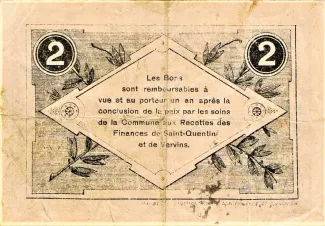 2 2
Les Bons
sont remboursables à
vue et au porteur un an après la
conclusion de la paix par les soins
de la Commune aux Recettes des
Finances de Saint-Quentin
et de Vervins.